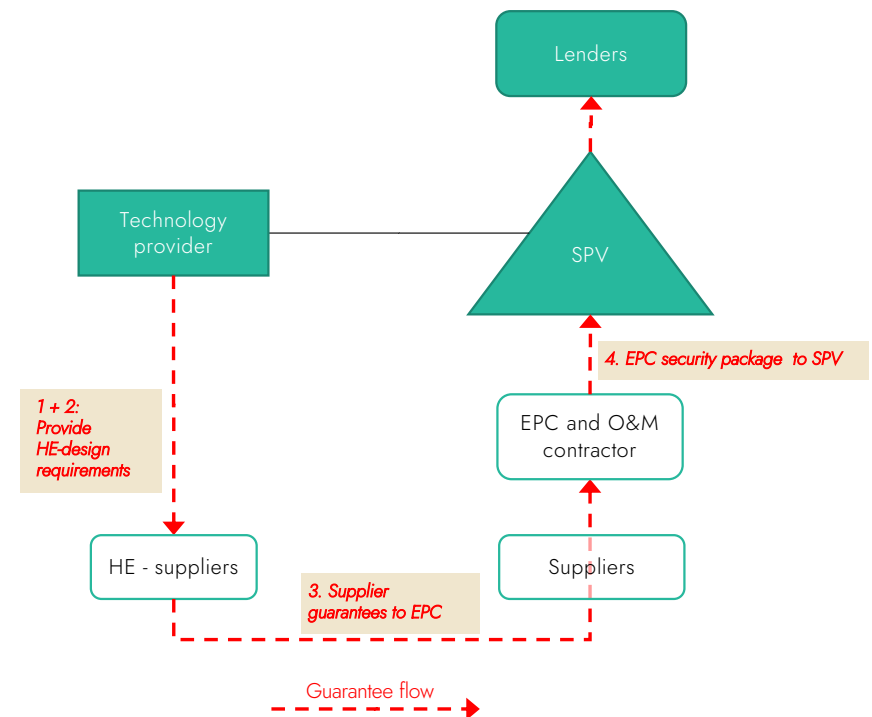 Lenders
Technology
provider
SPV
4. EPC security package to SPV
1 + 2:
Provide
HE-design
requirements
EPC and O&M
contractor
HE - suppliers
Suppliers
3. Supplier
guarantees to EPC
Guarantee flow